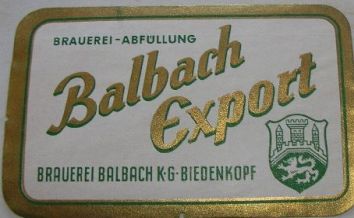 BRAUEREI-ABFÜLLUNG
Balbach
Export
BRAUEREI BALBACH K·G·BIEDENKOPF